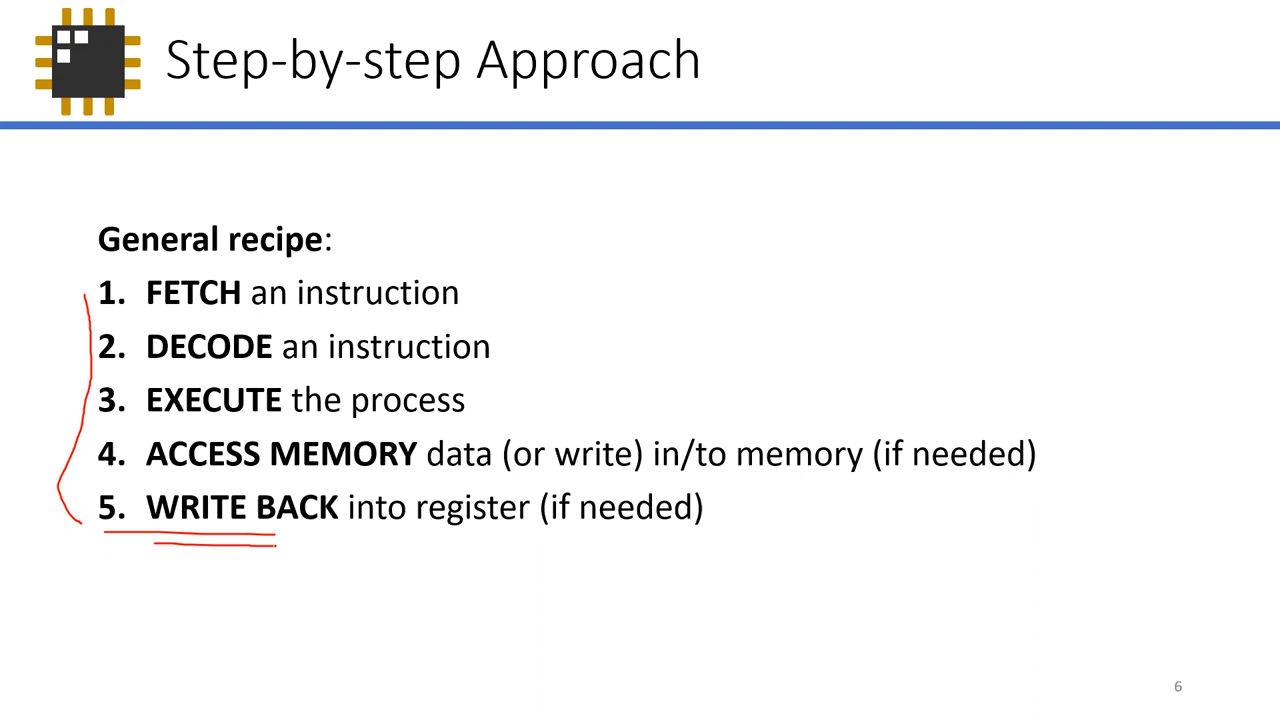 Step-by-step Approach
General recipe:
1. FETCH an instruction
2. DECODE an instruction
3. EXECUTE the process
4. ACCESS MEMORY data (or write) in/to memory (if needed)
5. WRITE BACK into register (if needed)
6